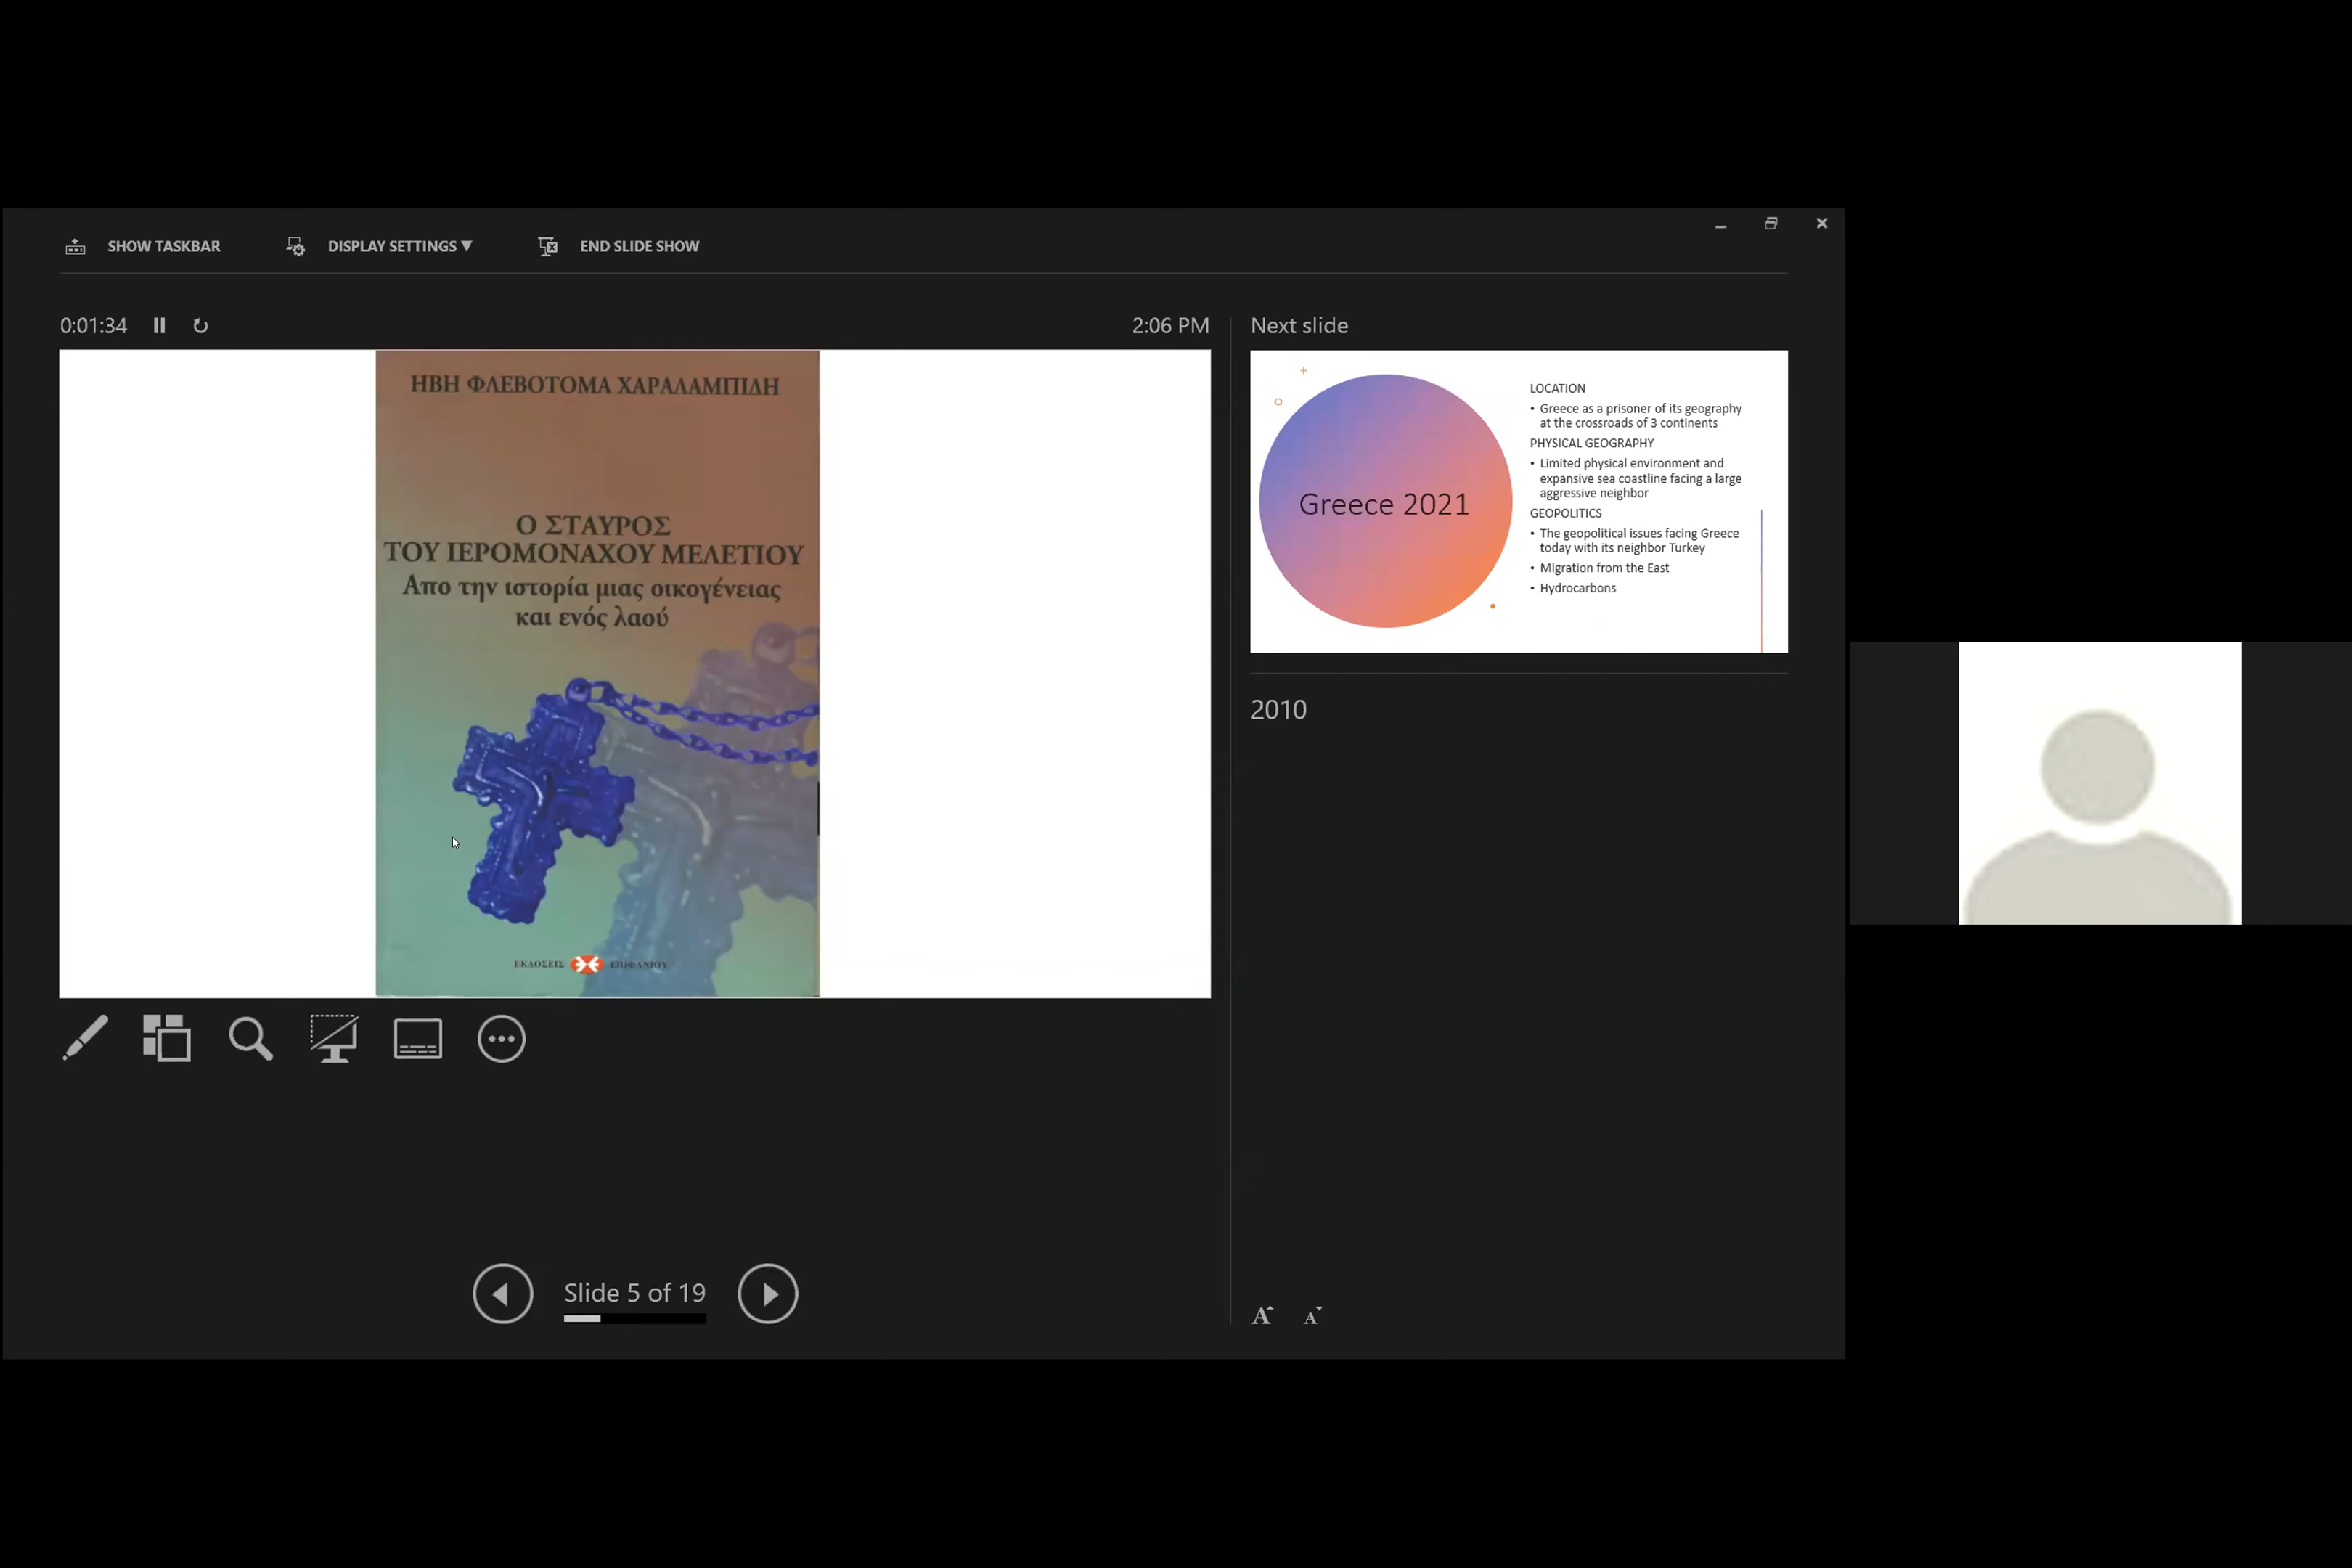 SHOW TASKBAR
DISPLAY SETTINGS ▼
END SLIDE SHOW
0:01:34
2:06 PM
ΗΒΗ ΦΛΕΒΟΤΟΜΑ ΧΑΡΑΛΑΜΠΙΔΗ
Ο ΣΤΑΥΡΟΣ
ΤΟΥ ΙΕΡΟΜΟΝΑΧΟΥ ΜΕΛΕΤΙΟΥ
Απο την ιστορία μιας οικογένειας
και ενός λαού
ΕΚΔΟΣΕΙΣ ΕΠΙΦΑΝΙΟΥ
Slide 5 of 19
Next slide
Greece 2021
LOCATION
• Greece as a prisoner of its geography
at the crossroads of 3 continents
PHYSICAL GEOGRAPHY
• Limited physical environment and
expansive sea coastline facing a large
aggressive neighbor
GEOPOLITICS
• The geopolitical issues facing Greece
today with its neighbor Turkey
• Migration from the East
• Hydrocarbons
2010
A A